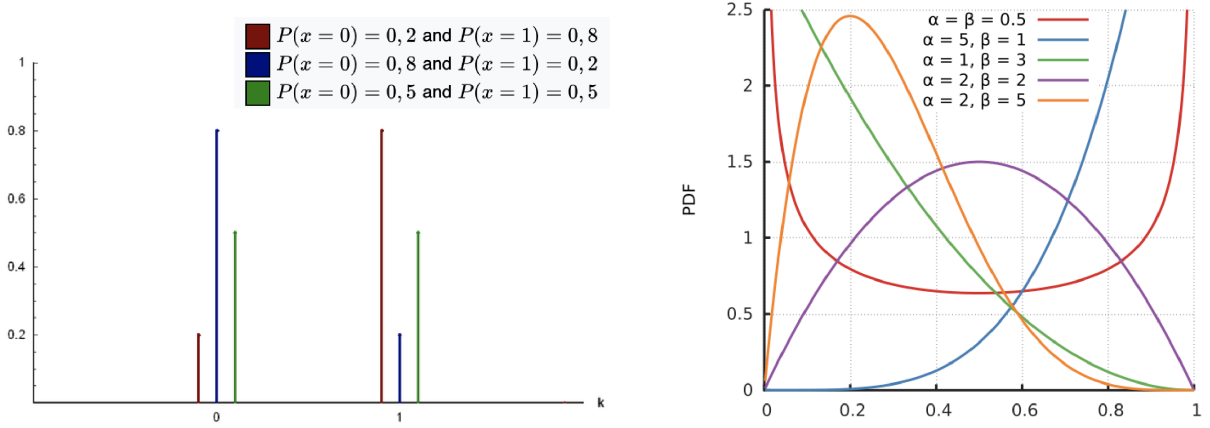 P(x = 0) = 0, 2 and P(x = 1) = 0, 8
P(x = 0) = 0, 8 and P(x = 1) = 0, 2
P(x = 0) = 0, 5 and P(x = 1) = 0, 5
1
0.8
0.6
0.4
0.2
0
1
k
α = β = 0.5
α = 5, β = 1
α = 1, β = 3
α = 2, β = 2
α = 2, β = 5
PDF
2.5
2
1.5
1
0.5
0
0 0.2 0.4 0.6 0.8 1